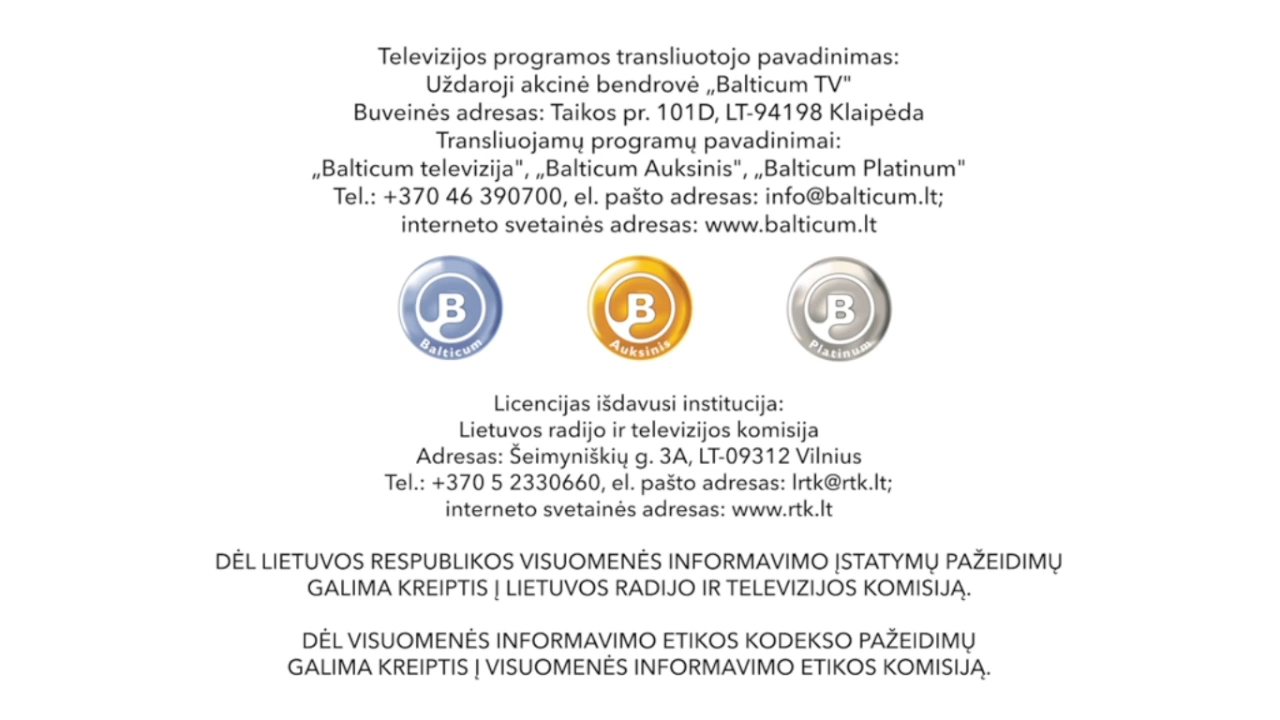 Televizijos programos transliuotojo pavadinimas:
Uždaroji akcinė bendrovė „Balticum TV"
Buveinės adresas: Taikos pr. 101D, LT-94198 Klaipėda
Transliuojamų programų pavadinimai:
„Balticum televizija", „Balticum Auksinis", „Balticum Platinum"
Tel.: +370 46 390700, el. pašto adresas: info@balticum.lt;
interneto svetainės adresas: www.balticum.lt
B Balticum
B Auksinis
B Platinum
Licencijas išdavusi institucija:
Lietuvos radijo ir televizijos komisija
Adresas: Šeimyniškių g. 3A, LT-09312 Vilnius
Tel.: +370 5 2330660, el. pašto adresas: lrtk@rtk.lt;
interneto svetainės adresas: www.rtk.lt
DĖL LIETUVOS RESPUBLIKOS VISUOMENĖS INFORMAVIMO ĮSTATYMŲ PAŽEIDIMŲ
GALIMA KREIPTIS Į LIETUVOS RADIJO IR TELEVIZIJOS KOMISIJĄ.
DĖL VISUOMENĖS INFORMAVIMO ETIKOS KODEKSO PAŽEIDIMŲ
GALIMA KREIPTIS Į VISUOMENĖS INFORMAVIMO ETIKOS KOMISIJĄ.